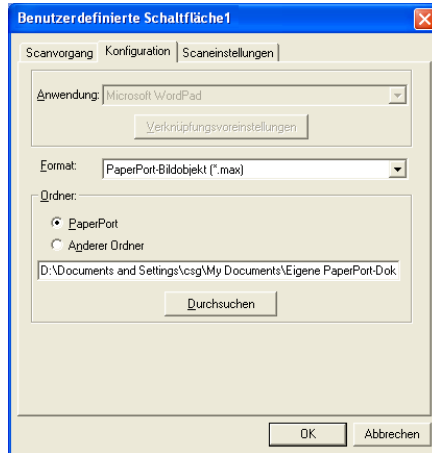 Benutzerdefinierte Schaltfläche1
Scanvorgang Konfiguration Scaneinstellungen
Anwendung: Microsoft WordPad
Verknüpfungsvoreinstellungen
Format: PaperPort-Bildobjekt (*.max)
Ordner:
PaperPort
Anderer Ordner
D:\Documents and Settings\csg\My Documents\Eigene PaperPort-Dok
Durchsuchen
OK Abbrechen